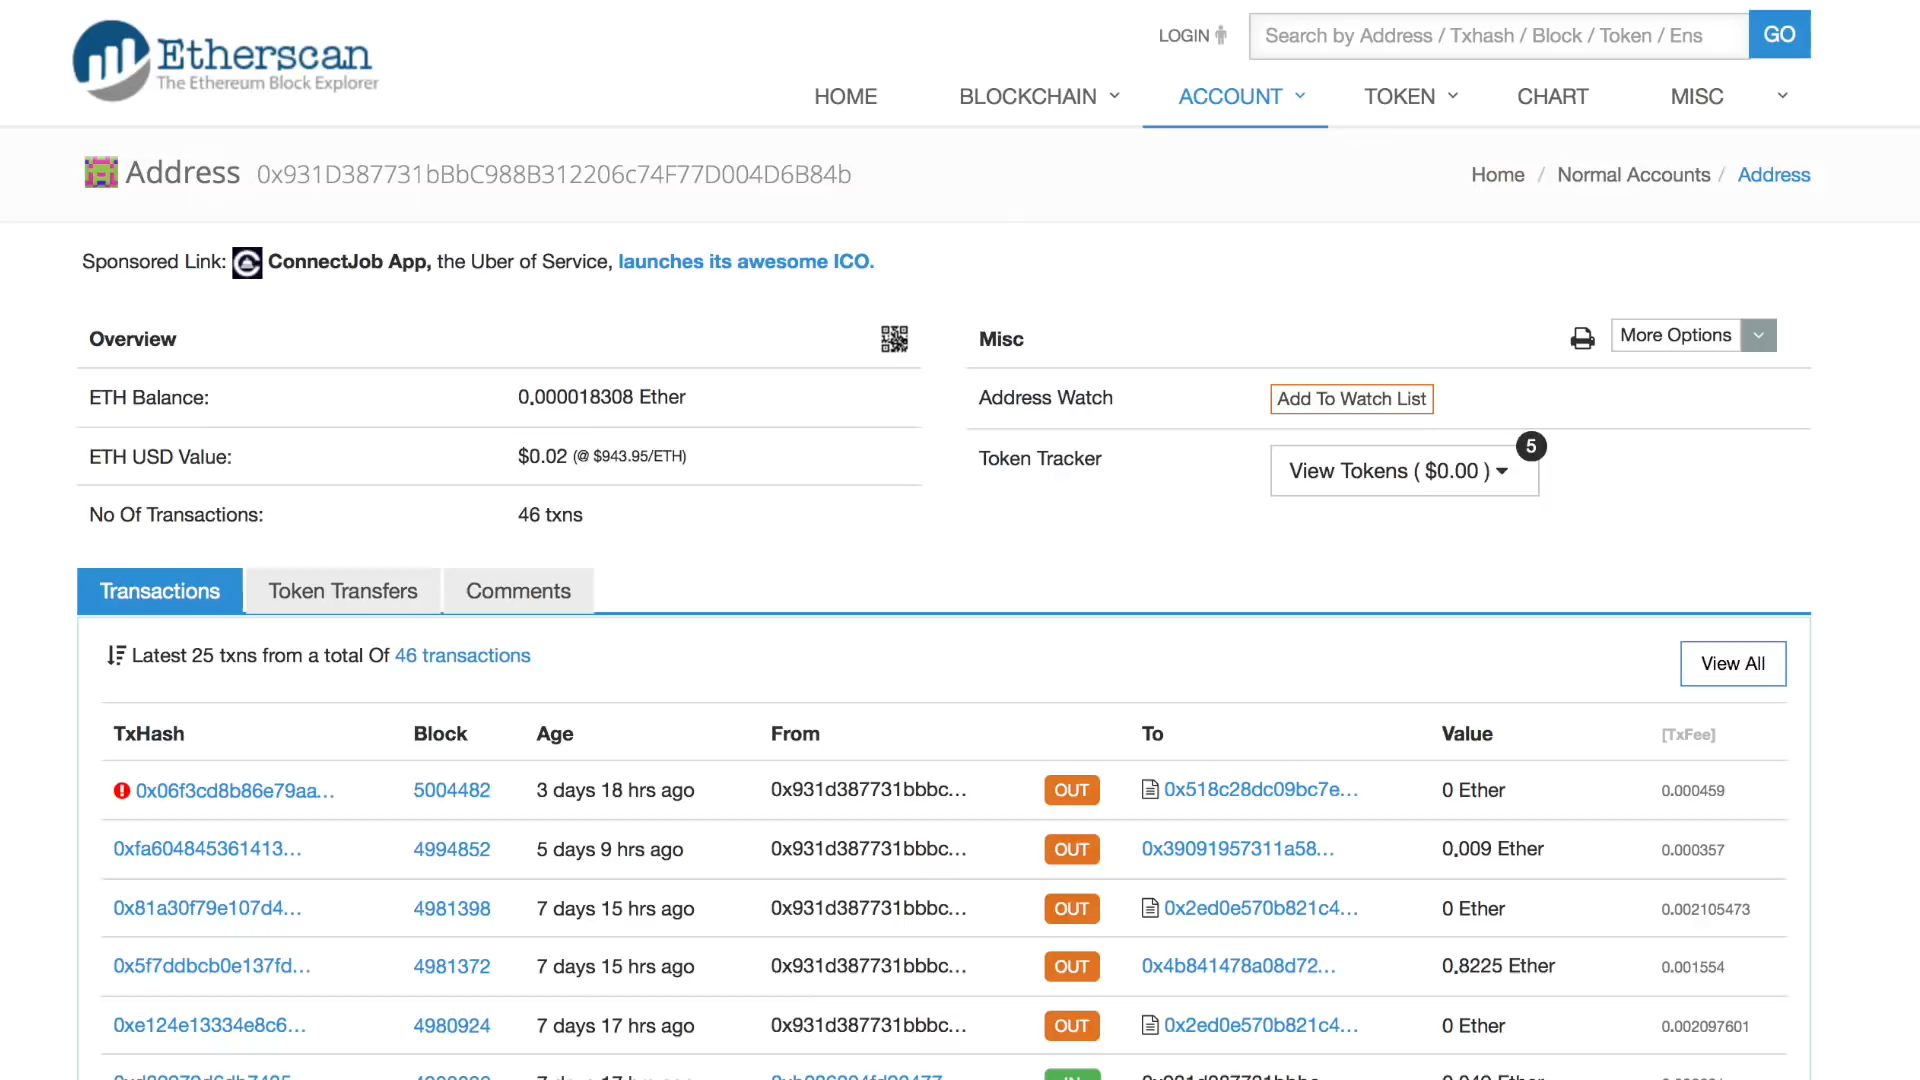 Etherscan
The Ethereum Block Explorer
LOGIN
Search by Address / Txhash / Block / Token / Ens
GO
HOME
BLOCKCHAIN
ACCOUNT
TOKEN
CHART
MISC
Address 0x931D387731bBbC988B312206c74F77D004D6B84b
Home / Normal Accounts / Address
Sponsored Link: ConnectJob App, the Uber of Service, launches its awesome ICO.
Overview
ETH Balance: 0.000018308 Ether
ETH USD Value: $0.02 (@ $943.95/ETH)
No Of Transactions: 46 txns
Misc
More Options
Address Watch Add To Watch List
Token Tracker View Tokens ( $0.00 ) 5
Transactions Token Transfers Comments
Latest 25 txns from a total Of 46 transactions
View All
TxHash Block Age From To Value [TxFee]
0x06f3cd8b86e79aa... 5004482 3 days 18 hrs ago 0x931d387731bbbc... OUT 0x518c28dc09bc7e... 0 Ether 0.000459
0xfa604845361413... 4994852 5 days 9 hrs ago 0x931d387731bbbc... OUT 0x39091957311a58... 0.009 Ether 0.000357
0x81a30f79e107d4... 4981398 7 days 15 hrs ago 0x931d387731bbbc... OUT 0x2ed0e570b821c4... 0 Ether 0.002105473
0x5f7ddbcb0e137fd... 4981372 7 days 15 hrs ago 0x931d387731bbbc... OUT 0x4b841478a08d72... 0.8225 Ether 0.001554
0xe124e13334e8c6... 4980924 7 days 17 hrs ago 0x931d387731bbbc... OUT 0x2ed0e570b821c4... 0 Ether 0.002097601